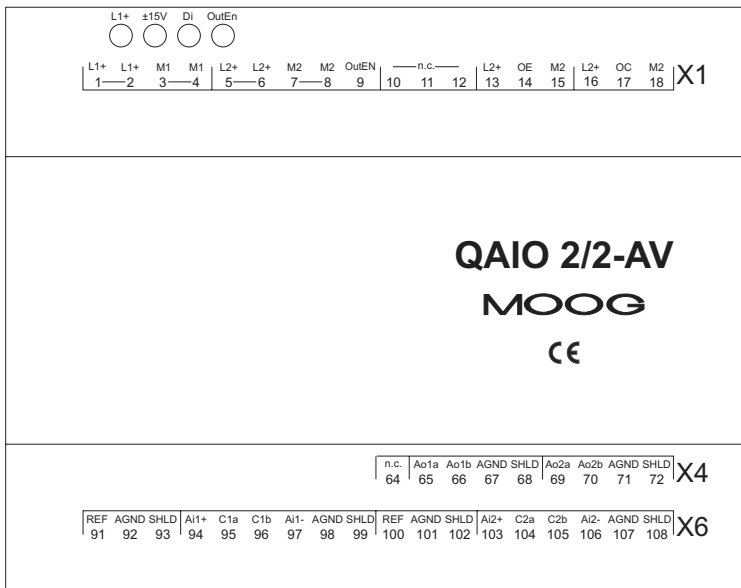 L1+ ±15V Di OutEn
L1+ L1+ M1 M1 L2+ L2+ M2 M2 OutEN n.c. L2+ OE M2 L2+ OC M2
1 2 3 4 5 6 7 8 9 10 11 12 13 14 15 16 17 18 X1
QAIO 2/2-AV
MOOG
CE
n.c. Ao1a Ao1b AGND SHLD Ao2a Ao2b AGND SHLD
64 65 66 67 68 69 70 71 72 X4
REF AGND SHLD Ai1+ C1a C1b Ai1- AGND SHLD REF AGND SHLD Ai2+ C2a C2b Ai2- AGND SHLD
91 92 93 94 95 96 97 98 99 100 101 102 103 104 105 106 107 108 X6